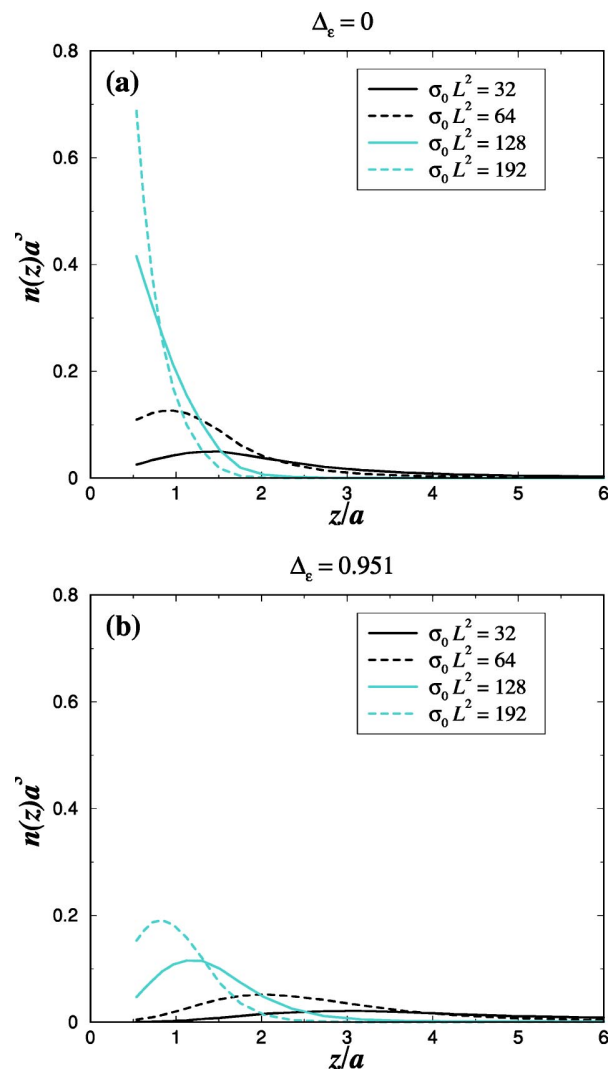 Δε = 0
0.8
(a)
σ₀ L² = 32
σ₀ L² = 64
σ₀ L² = 128
σ₀ L² = 192
0.6
0.4
0.2
0
n(z)a³
0 1 2 3 4 5 6
z/a
Δε = 0.951
0.8
(b)
σ₀ L² = 32
σ₀ L² = 64
σ₀ L² = 128
σ₀ L² = 192
0.6
0.4
0.2
0
n(z)a³
0 1 2 3 4 5 6
z/a